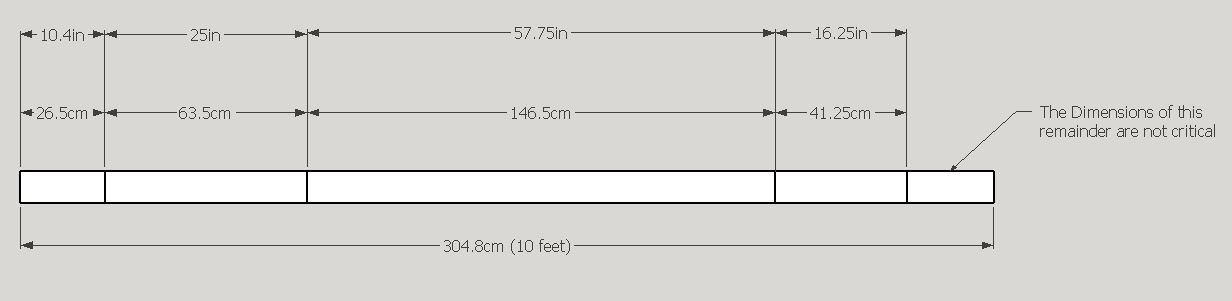 10.4in
25in
57.75in
16.25in
26.5cm
63.5cm
146.5cm
41.25cm
The Dimensions of this
remainder are not critical
304.8cm (10 feet)